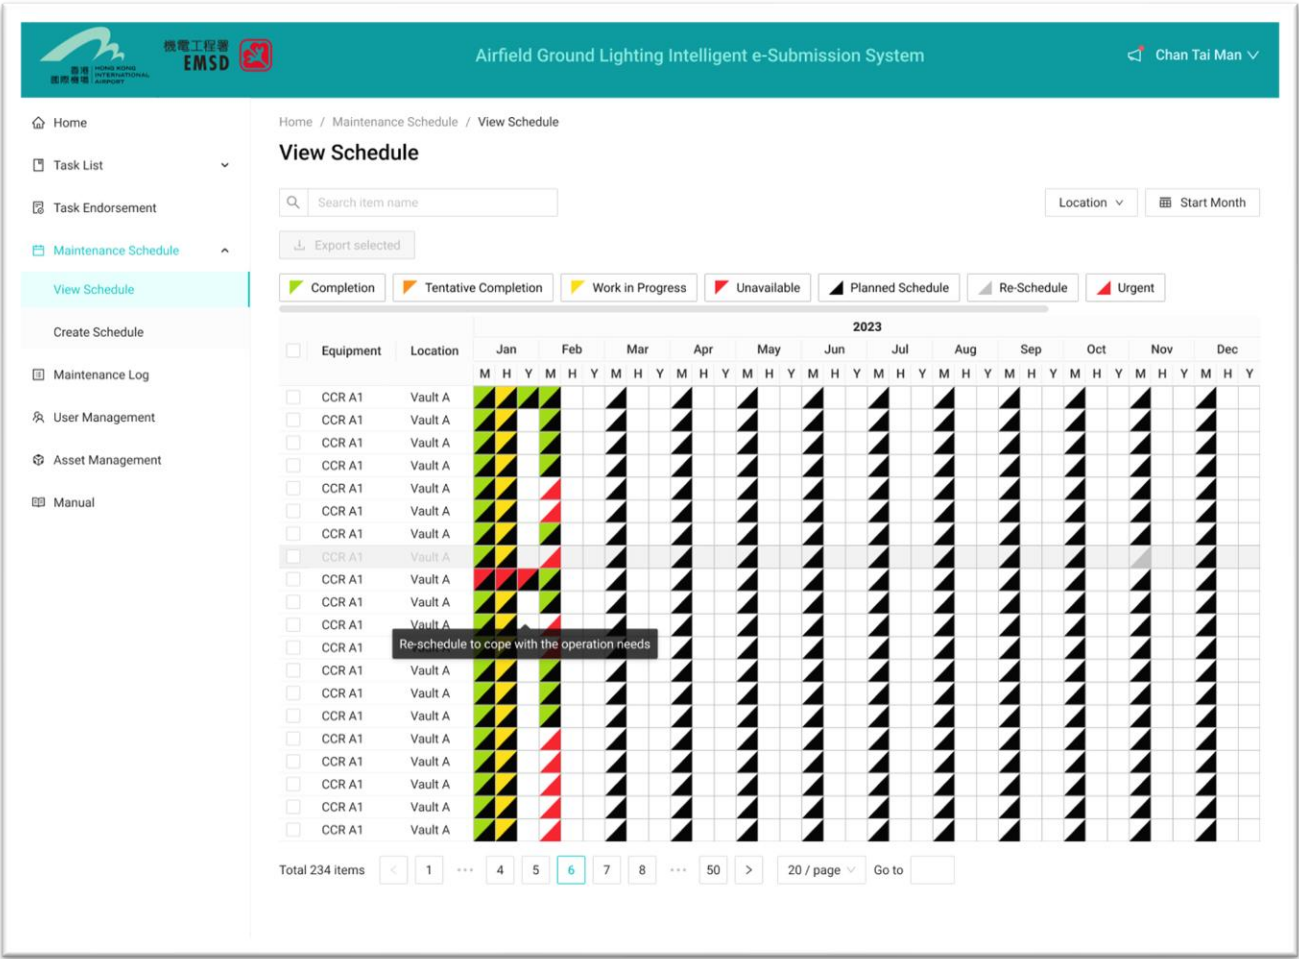 香港
國際機場
HONG KONG
INTERNATIONAL
AIRPORT
機電工程署
EMSD
Airfield Ground Lighting Intelligent e-Submission System
Chan Tai Man
Home
Task List
Task Endorsement
Maintenance Schedule
View Schedule
Create Schedule
Maintenance Log
User Management
Asset Management
Manual
Home / Maintenance Schedule / View Schedule
View Schedule
Search item name
Location
Start Month
Export selected
Completion
Tentative Completion
Work in Progress
Unavailable
Planned Schedule
Re-Schedule
Urgent
2023
Equipment Location Jan Feb Mar Apr May Jun Jul Aug Sep Oct Nov Dec
M H Y M H Y M H Y M H Y M H Y M H Y M H Y M H Y M H Y M H Y M H Y M H Y
CCR A1 Vault A
CCR A1 Vault A
CCR A1 Vault A
CCR A1 Vault A
CCR A1 Vault A
CCR A1 Vault A
CCR A1 Vault A
CCR A1 Vault A
CCR A1 Vault A
CCR A1 Vault A
CCR A1 Vault A
CCR A1
Re-schedule to cope with the operation needs
CCR A1 Vault A
CCR A1 Vault A
CCR A1 Vault A
CCR A1 Vault A
CCR A1 Vault A
CCR A1 Vault A
CCR A1 Vault A
CCR A1 Vault A
Total 234 items < 1 ••• 4 5 6 7 8 ••• 50 > 20 / page Go to